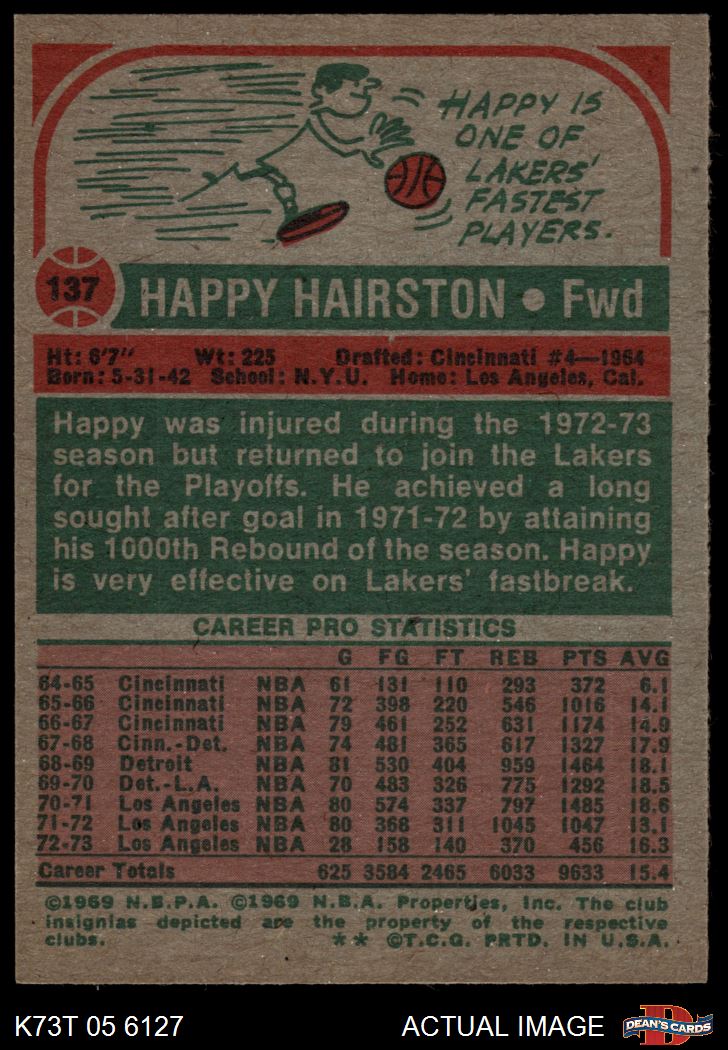 HAPPY IS
ONE OF
LAKERS'
FASTEST
PLAYERS.
137 HAPPY HAIRSTON • Fwd
Ht: 6'7" Wt: 225 Drafted: Cincinnati #4—1964
Born: 5-31-42 School: N.Y.U. Home: Los Angeles, Cal.
Happy was injured during the 1972-73
season but returned to join the Lakers
for the Playoffs. He achieved a long
sought after goal in 1971-72 by attaining
his 1000th Rebound of the season. Happy
is very effective on Lakers' fastbreak.
CAREER PRO STATISTICS
G FG FT REB PTS AVG
64-65 Cincinnati NBA 61 131 110 293 372 6.1
65-66 Cincinnati NBA 72 398 220 546 1016 14.1
66-67 Cincinnati NBA 79 461 252 631 1174 14.9
67-68 Cinn.-Det. NBA 74 481 365 617 1327 17.9
68-69 Detroit NBA 81 530 404 959 1464 18.1
69-70 Det.-L.A. NBA 70 483 326 775 1292 18.5
70-71 Los Angeles NBA 80 574 337 797 1485 18.6
71-72 Los Angeles NBA 80 368 311 1045 1047 13.1
72-73 Los Angeles NBA 28 158 140 370 456 16.3
Career Totals 625 3584 2465 6033 9633 15.4
©1969 N.B.P.A. ©1969 N.B.A. Properties, Inc. The club
insignias depicted are the property of the respective
clubs. ** ©T.C.G. PRTD. IN U.S.A.
K73T 05 6127 ACTUAL IMAGE D DEAN'S CARDS